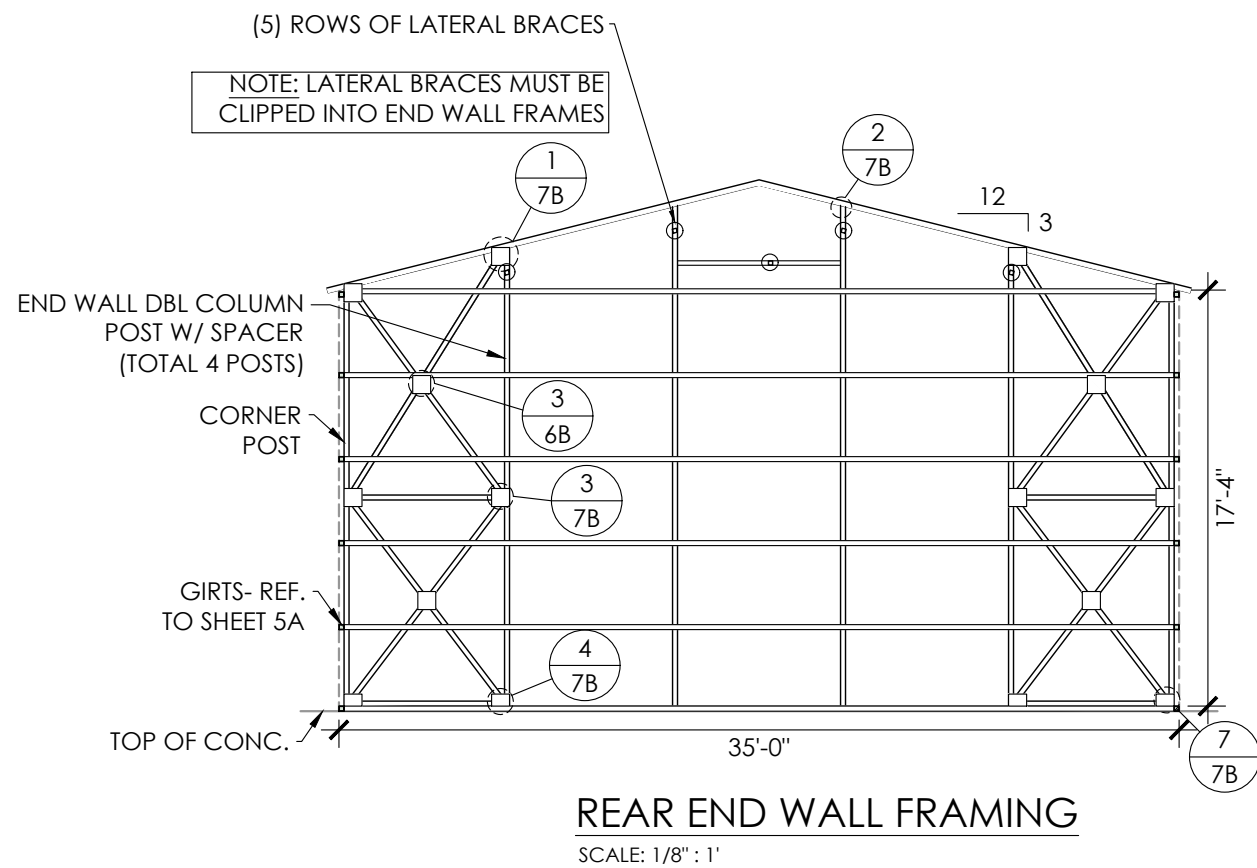 (5) ROWS OF LATERAL BRACES
NOTE: LATERAL BRACES MUST BE
CLIPPED INTO END WALL FRAMES
1
7B
2
7B
12
3
END WALL DBL COLUMN
POST W/ SPACER
(TOTAL 4 POSTS)
3
6B
CORNER
POST
3
7B
17'-4"
GIRTS- REF.
TO SHEET 5A
4
7B
TOP OF CONC.
35'-0"
7
7B
REAR END WALL FRAMING
SCALE: 1/8" : 1'